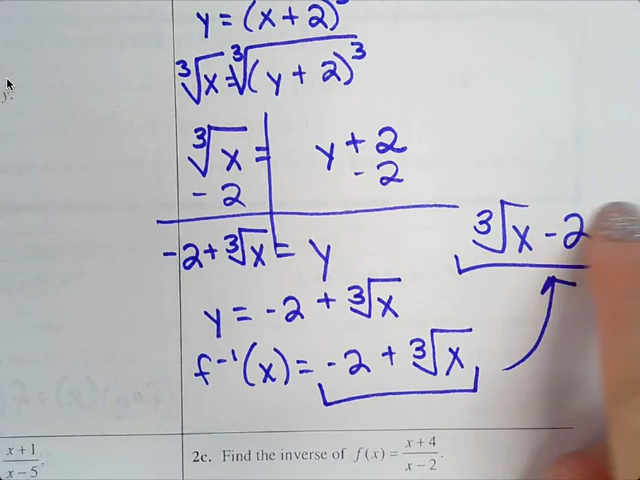 y = (x + 2)³
∛x = ∛(y + 2)³
∛x = y + 2
- 2 - 2
-2 + ∛x = y
∛x - 2
y = -2 + ∛x
f⁻¹(x) = -2 + ∛x
x + 1 / x - 5.
2c. Find the inverse of f(x) = x + 4 / x - 2.